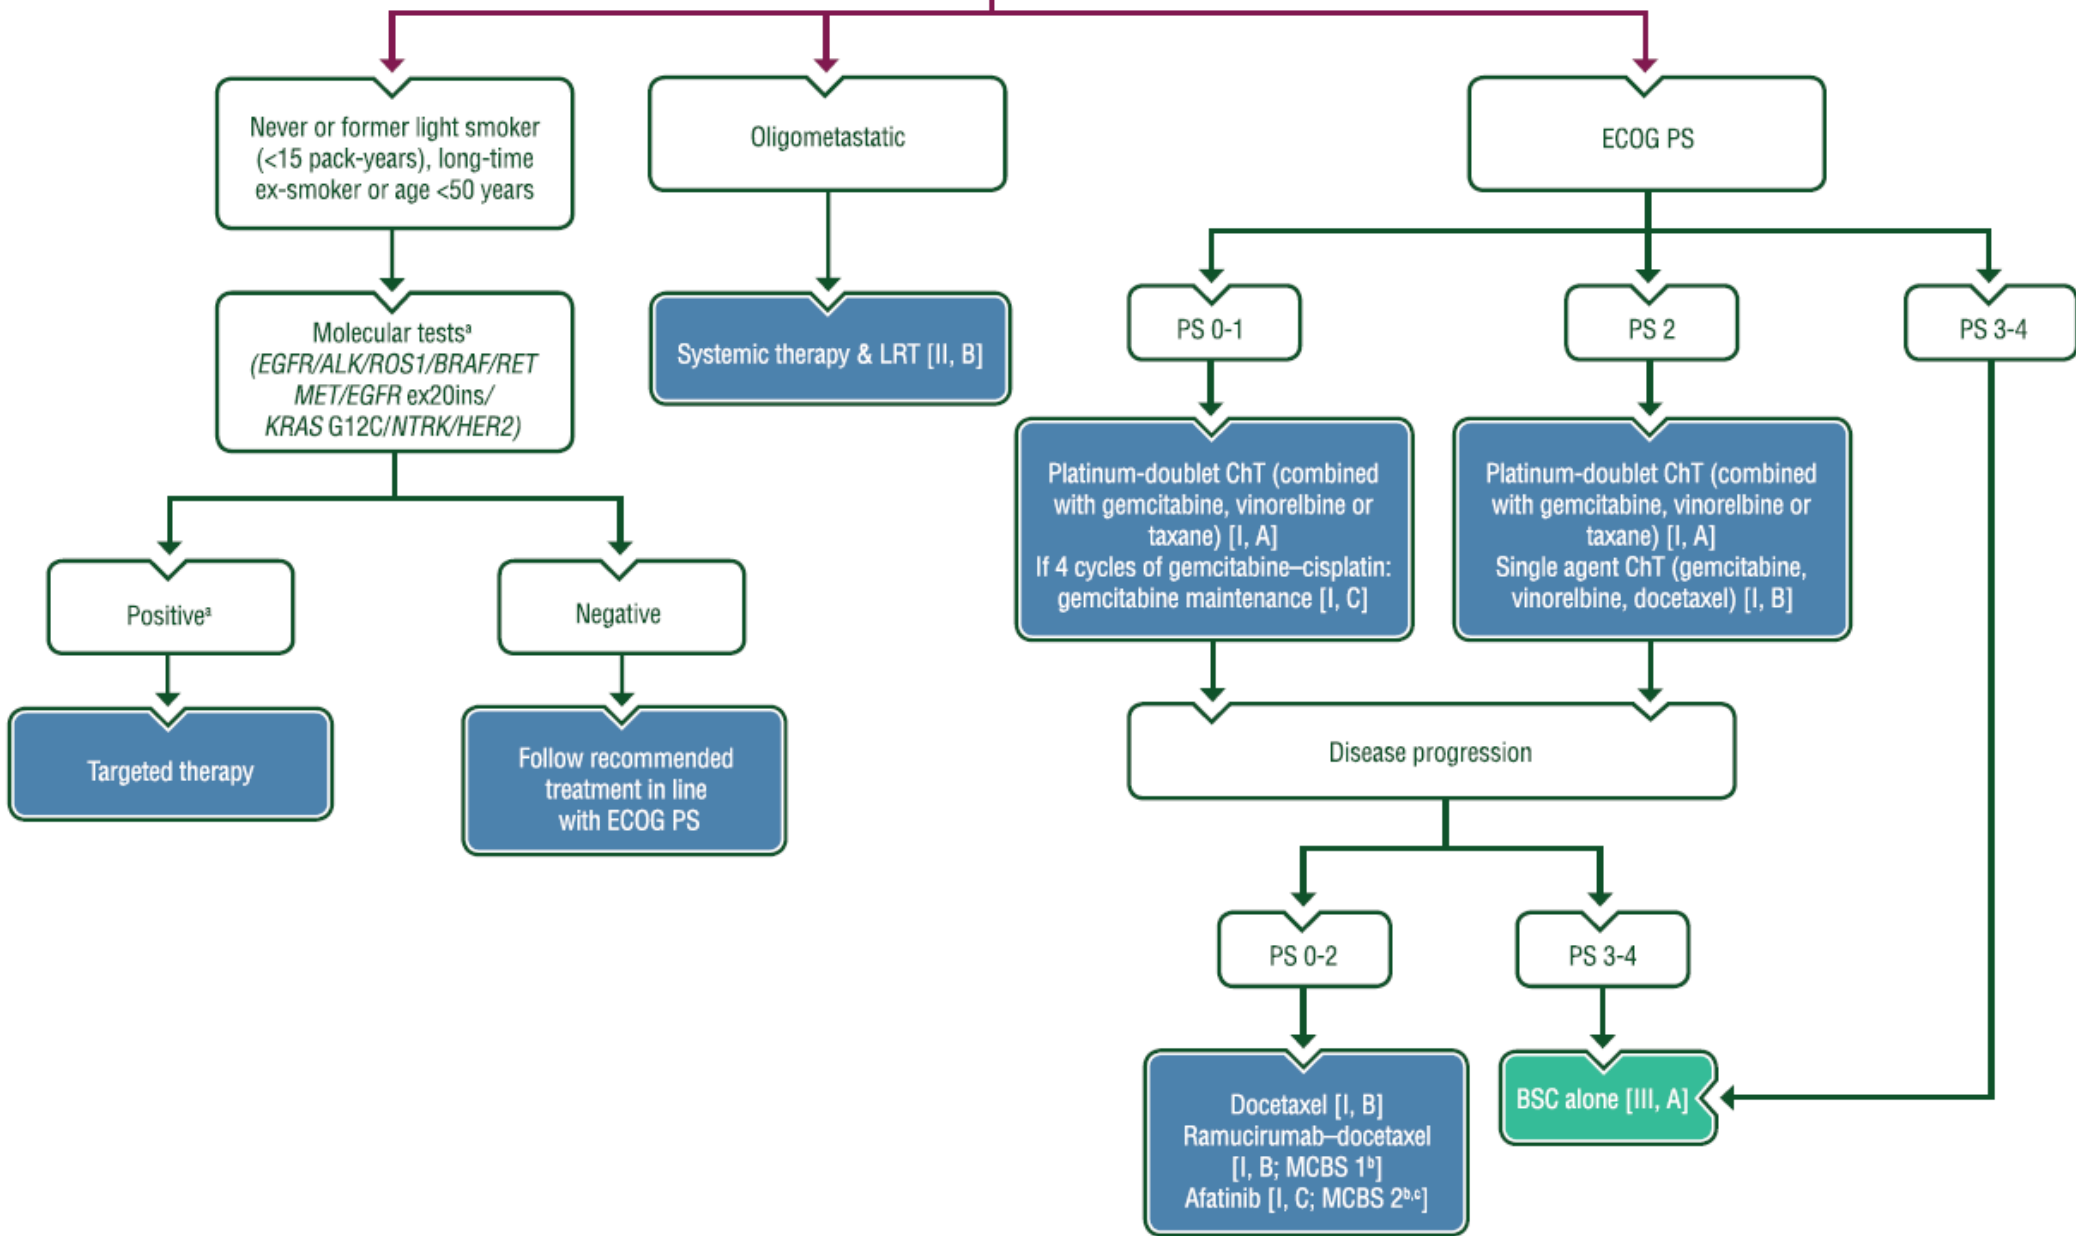 Never or former light smoker
(<15 pack-years), long-time
ex-smoker or age <50 years
Oligometastatic
ECOG PS
Molecular testsᵃ
(EGFR/ALK/ROS1/BRAF/RET
MET/EGFR ex20ins/
KRAS G12C/NTRK/HER2)
Systemic therapy & LRT [II, B]
PS 0-1
PS 2
PS 3-4
Platinum-doublet ChT (combined
with gemcitabine, vinorelbine or
taxane) [I, A]
If 4 cycles of gemcitabine–cisplatin:
gemcitabine maintenance [I, C]
Platinum-doublet ChT (combined
with gemcitabine, vinorelbine or
taxane) [I, A]
Single agent ChT (gemcitabine,
vinorelbine, docetaxel) [I, B]
Positiveᵃ
Negative
Targeted therapy
Follow recommended
treatment in line
with ECOG PS
Disease progression
PS 0-2
PS 3-4
Docetaxel [I, B]
Ramucirumab–docetaxel
[I, B; MCBS 1ᵇ]
Afatinib [I, C; MCBS 2ᵇ,ᶜ]
BSC alone [III, A]